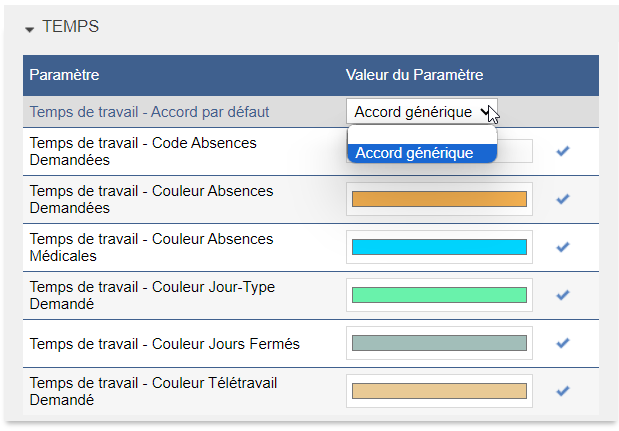 TEMPS
Paramètre Valeur du Paramètre
Temps de travail - Accord par défaut Accord générique
Accord générique
Temps de travail - Code Absences
Demandées
Temps de travail - Couleur Absences
Demandées
Temps de travail - Couleur Absences
Médicales
Temps de travail - Couleur Jour-Type
Demandé
Temps de travail - Couleur Jours Fermés
Temps de travail - Couleur Télétravail
Demandé